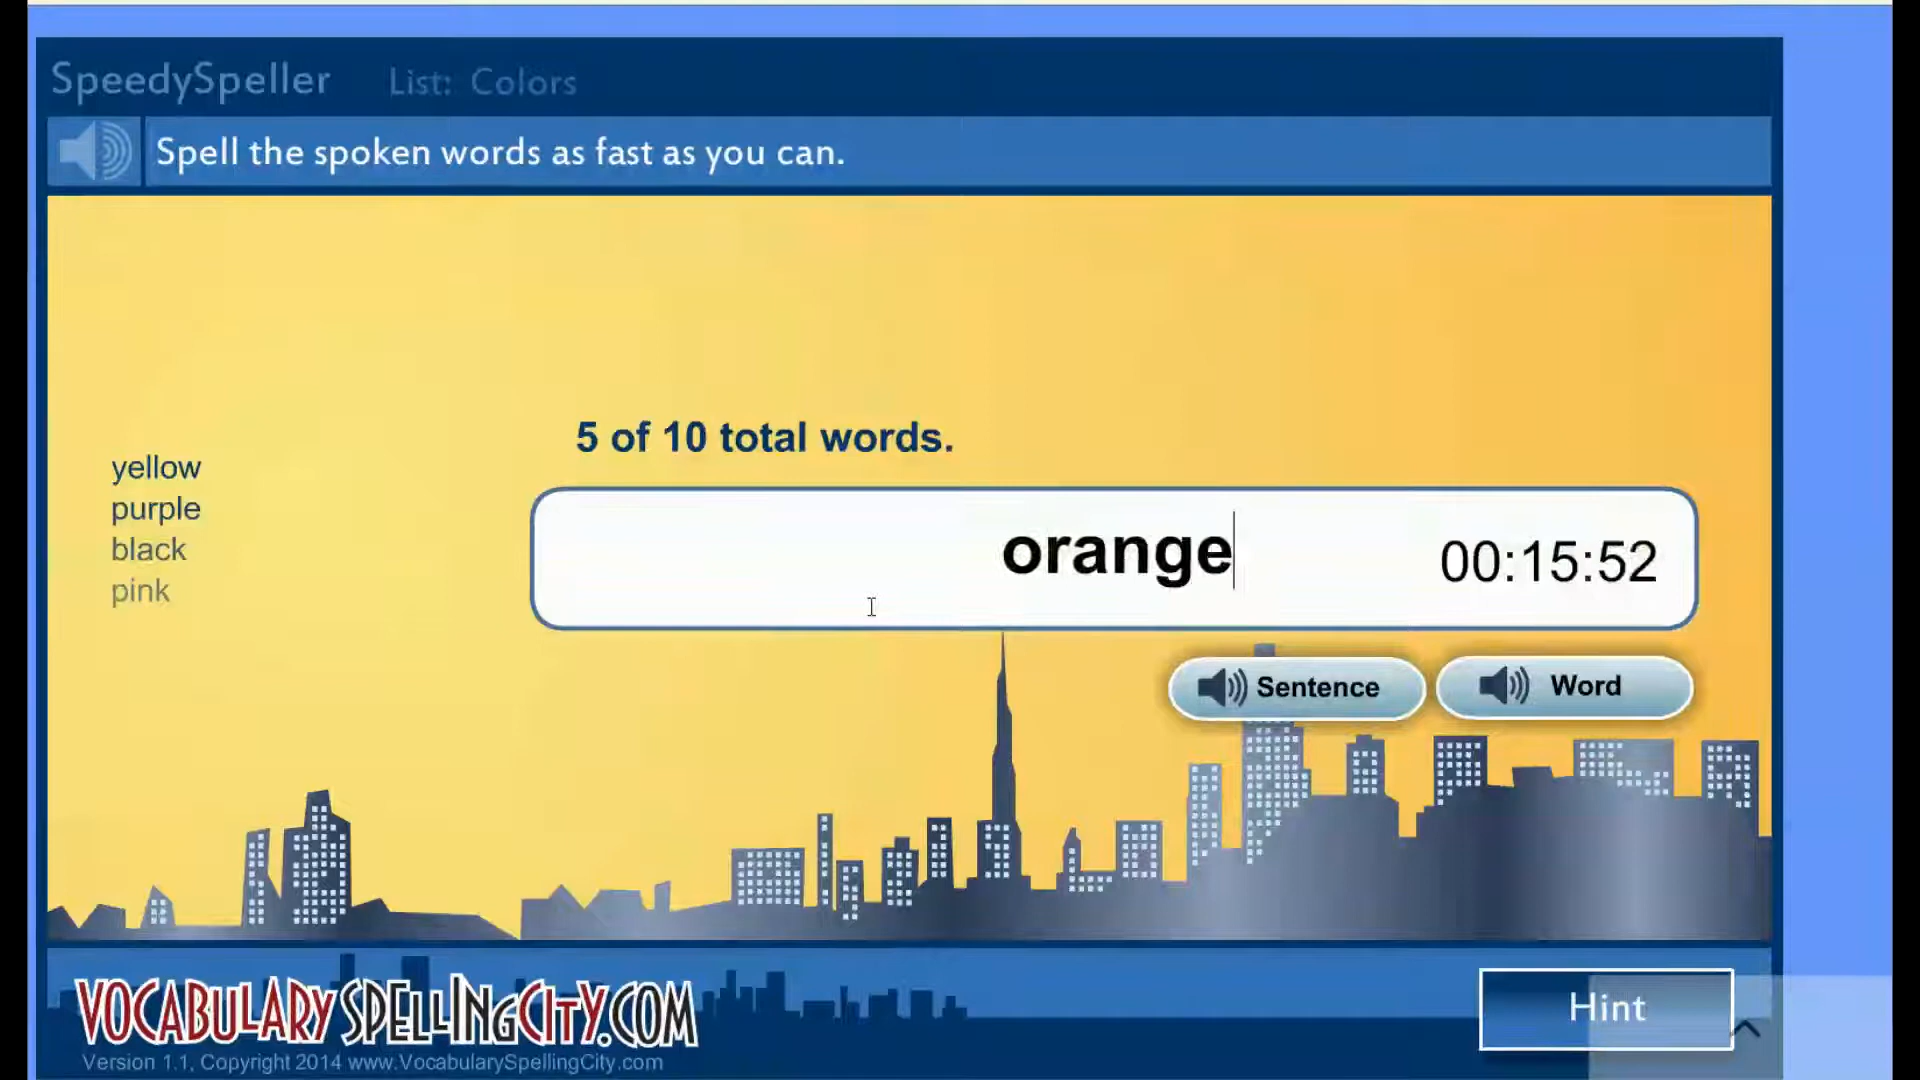 SpeedySpeller List: Colors
Spell the spoken words as fast as you can.
5 of 10 total words.
yellow
purple
black
pink
orange 00:15:52
Sentence Word
VOCABULARYSPELLINGCITY.COM
Hint
Version 1.1, Copyright 2014 www.VocabularySpellingCity.com